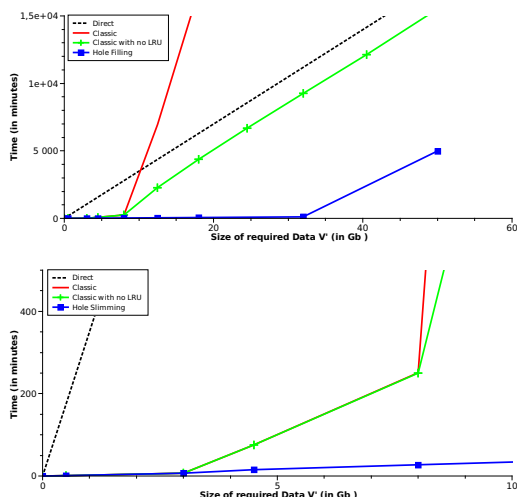 1,5e+04
1e+04
5 000
0
Time (in minutes)
Direct
Classic
Classic with no LRU
Hole Filling
0
20
40
60
Size of required Data V' (in Gb )
400
200
0
Time (in minutes)
Direct
Classic
Classic with no LRU
Hole Slimming
0
5
10
Size of required Data V' (in Gb)